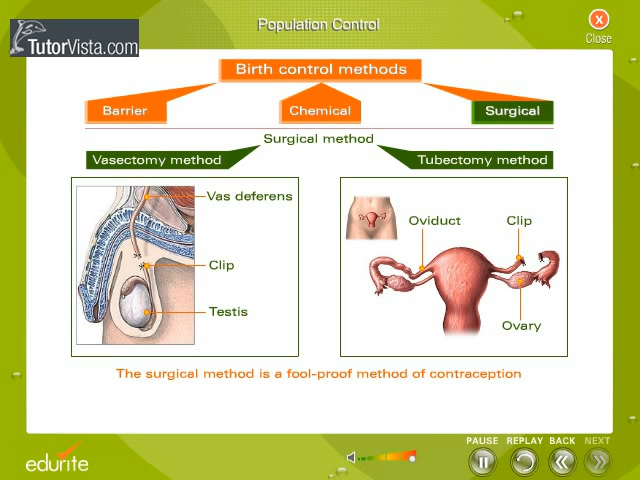 Population Control
x
Close
TutorVista.com
Birth control methods
Barrier
Chemical
Surgical
Surgical method
Vasectomy method
Tubectomy method
Vas deferens
Clip
Testis
Oviduct
Clip
Ovary
The surgical method is a fool-proof method of contraception
PAUSE REPLAY BACK NEXT
edurite